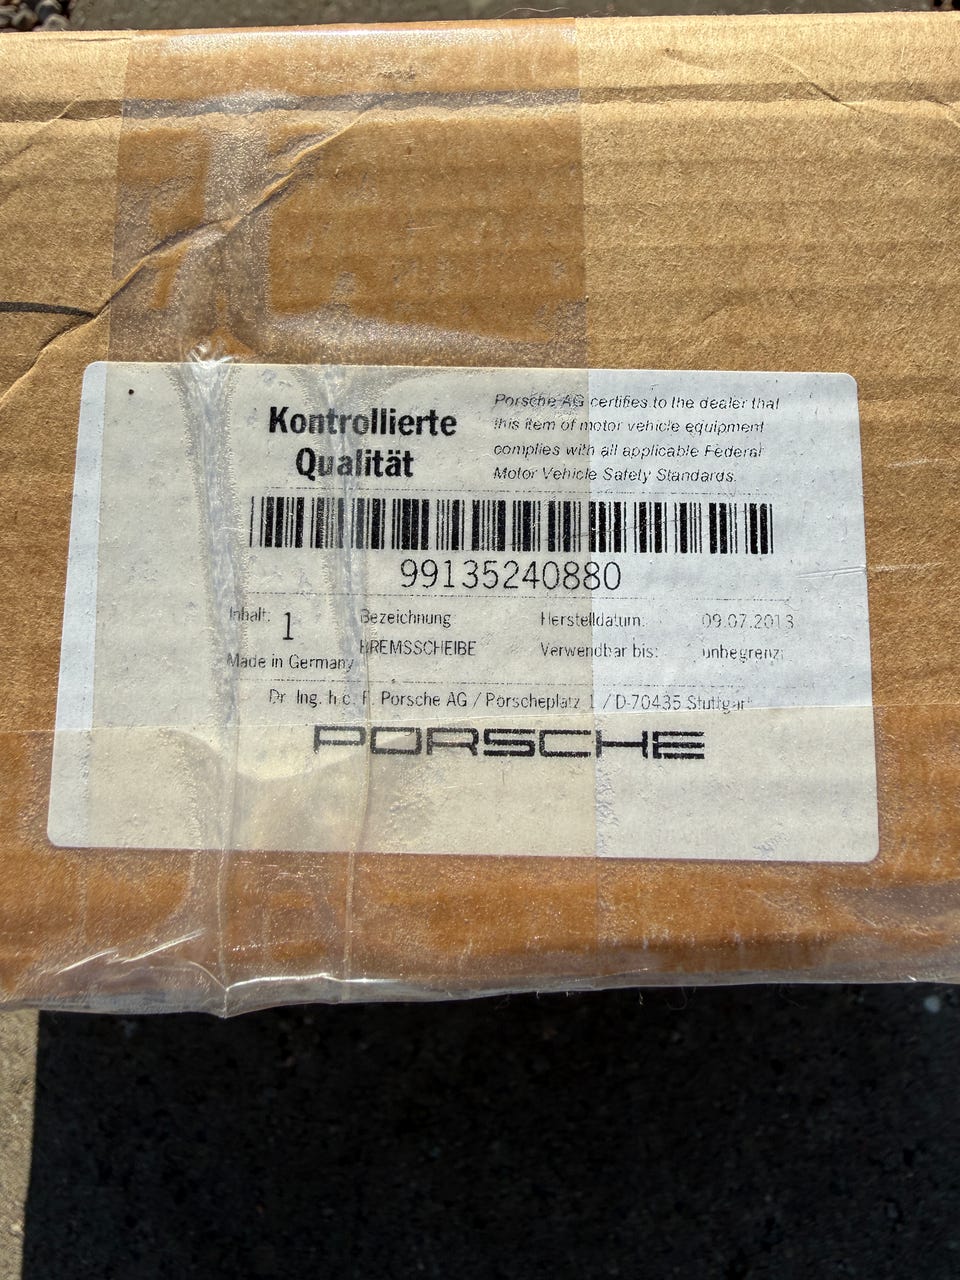 Kontrollierte
Qualität
Porsche AG certifies to the dealer that
this item of motor vehicle equipment
complies with all applicable Federal
Motor Vehicle Safety Standards.
99135240880
Inhalt: 1
Bezeichnung
Herstelldatum: 09.07.2013
BREMSSCHEIBE
Verwendbar bis: unbegrenz
Made in Germany
Dr. Ing. h.c. F. Porsche AG / Porscheplatz 1 / D-70435 Stuttgart
PORSCHE